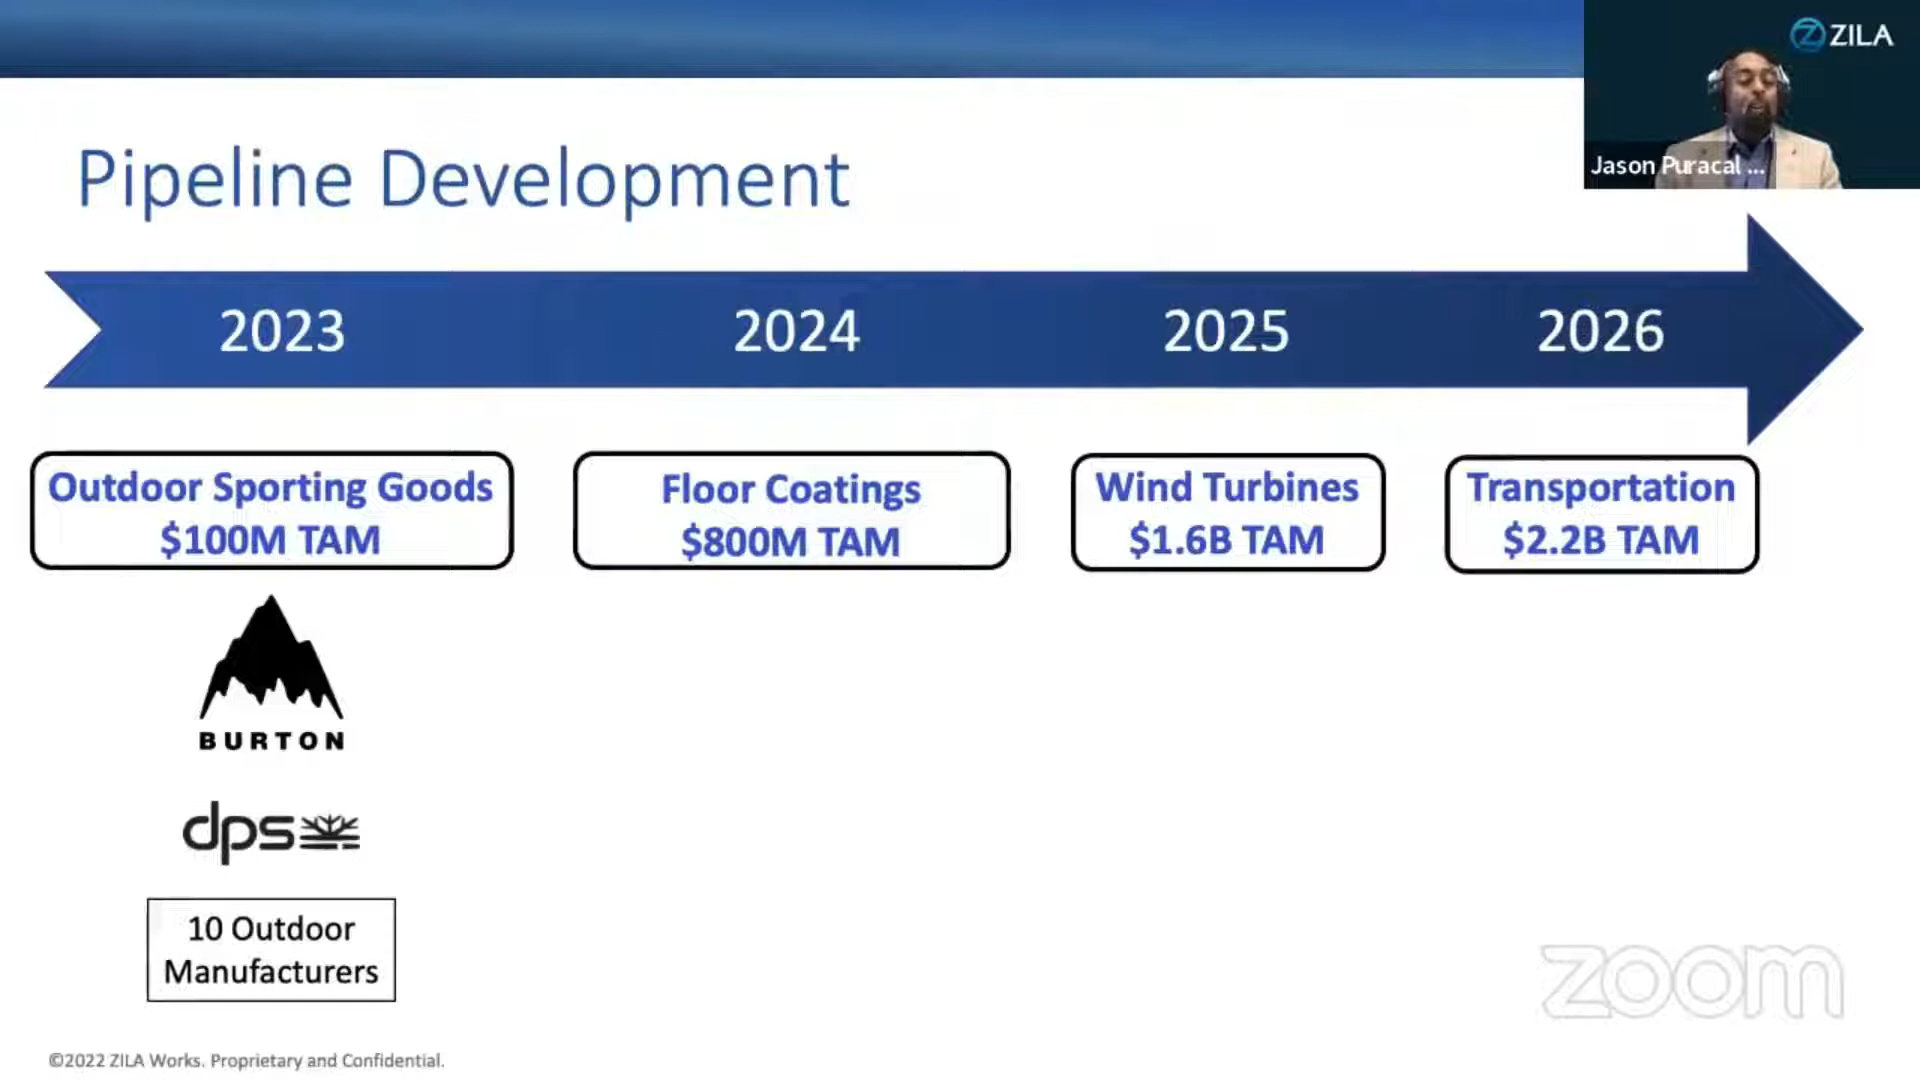 ZILA
Jason Puracal ...
Pipeline Development
2023
2024
2025
2026
Outdoor Sporting Goods
$100M TAM
Floor Coatings
$800M TAM
Wind Turbines
$1.6B TAM
Transportation
$2.2B TAM
BURTON
dps
10 Outdoor
Manufacturers
zoom
©2022 ZILA Works. Proprietary and Confidential.